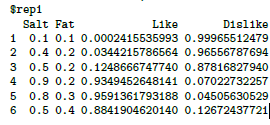 $rep1
Salt Fat Like Dislike
1 0.1 0.1 0.0002415535993 0.99965512479
2 0.4 0.2 0.0344215786564 0.96556787694
3 0.5 0.2 0.1248666747740 0.87816827940
4 0.9 0.2 0.9349452648141 0.07022732257
5 0.8 0.3 0.9591361793188 0.04505630529
6 0.5 0.4 0.8841904620140 0.12672437721